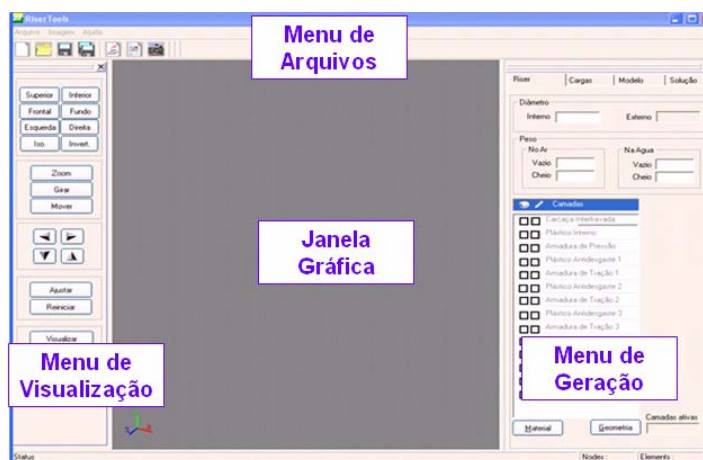 RiserTools
Arquivo Imagem Ajuda
Menu de
Arquivos
Superior Inferior
Frontal Fundo
Esquerda Direita
Iso. Invert.
Zoom
Girar
Mover
Ajustar
Reiniciar
Visualizar
Menu de
Visualização
Janela
Gráfica
Riser Cargas Modelo Solução
Diâmetro
Interno Externo
Peso
No Ar Na Agua
Vazio Vazio
Cheio Cheio
Camadas
Carcaça Intertravada
Plástico Interno
Armadura de Pressão
Plástico Antidesgaste 1
Armadura de Tração 1
Plástico Antidesgaste 2
Armadura de Tração 2
Plástico Antidesgaste 3
Armadura de Tração 3
Menu de
Geração
Camadas ativas
Material Geometria
Status Nodes : Elements :